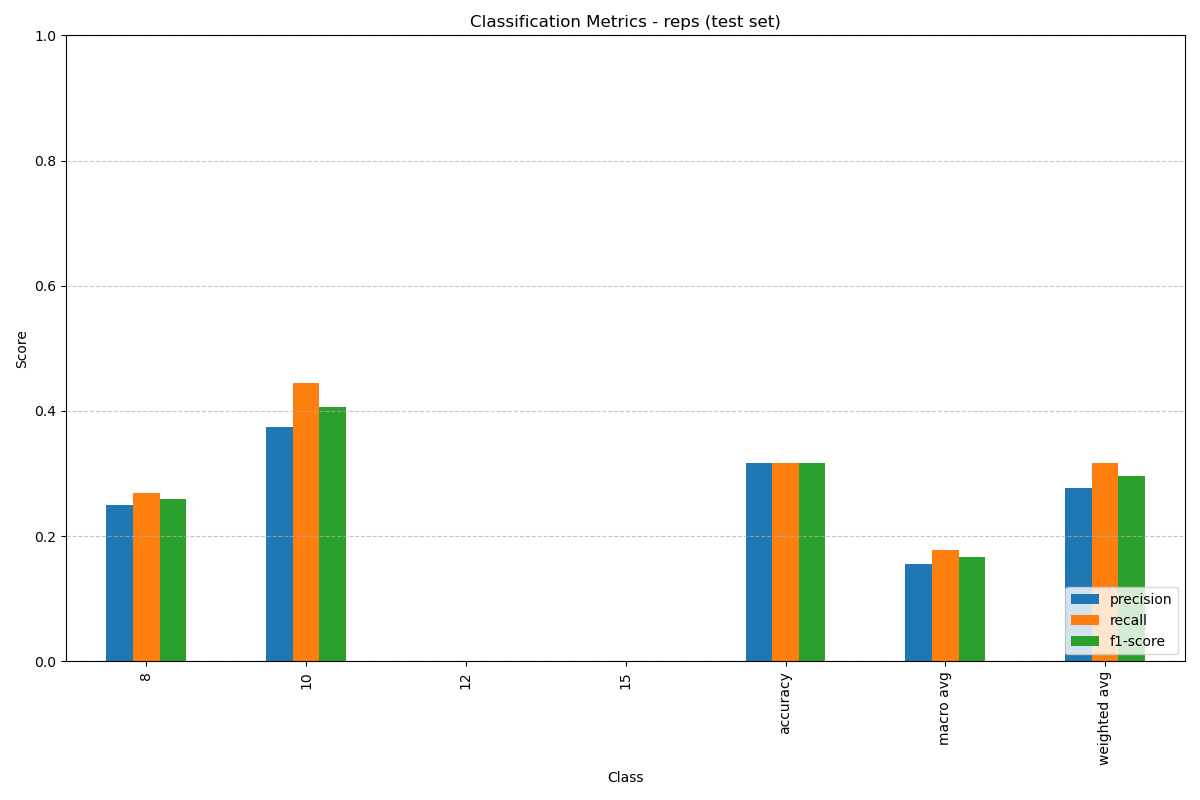 Classification Metrics - reps (test set)
1.0
0.8
0.6
0.4
0.2
0.0
Score
8
10
12
15
accuracy
macro avg
weighted avg
Class
precision
recall
f1-score